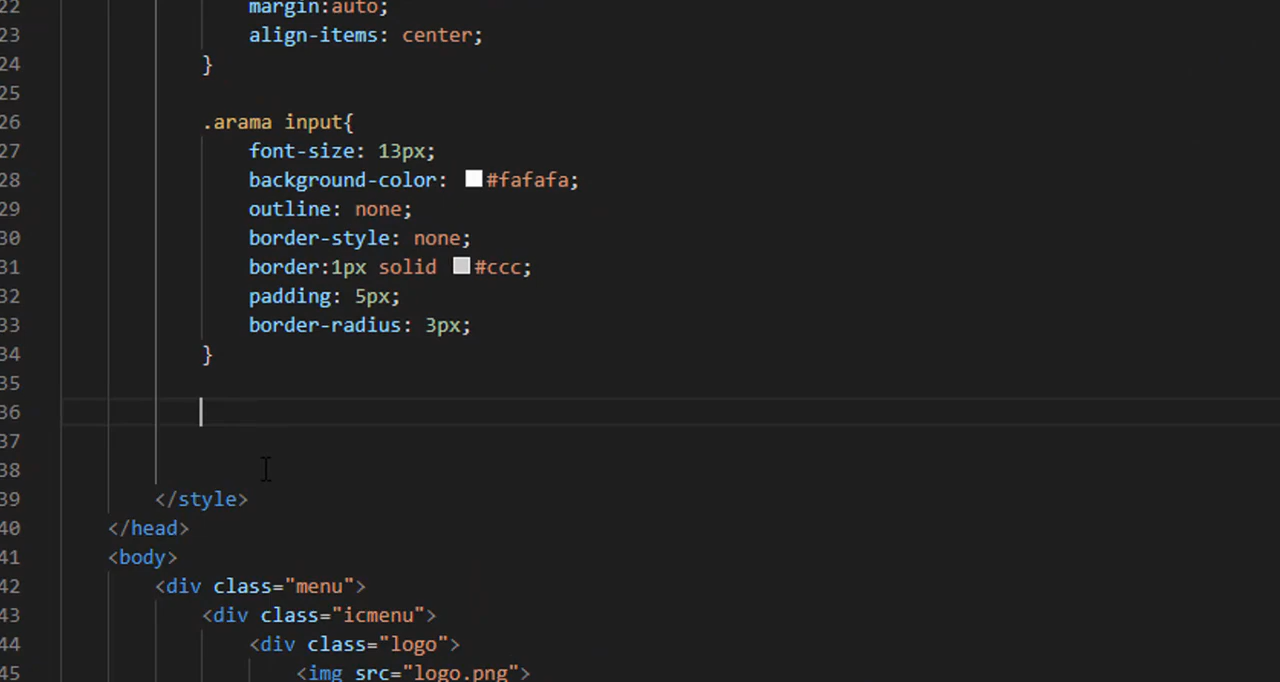 22 margin:auto;
23 align-items: center;
24 }
25
26 .arama input{
27 font-size: 13px;
28 background-color: #fafafa;
29 outline: none;
30 border-style: none;
31 border:1px solid #ccc;
32 padding: 5px;
33 border-radius: 3px;
34 }
35
36
37
38
39 </style>
40 </head>
41 <body>
42 <div class="menu">
43 <div class="icmenu">
44 <div class="logo">
45 <img src="logo.png">